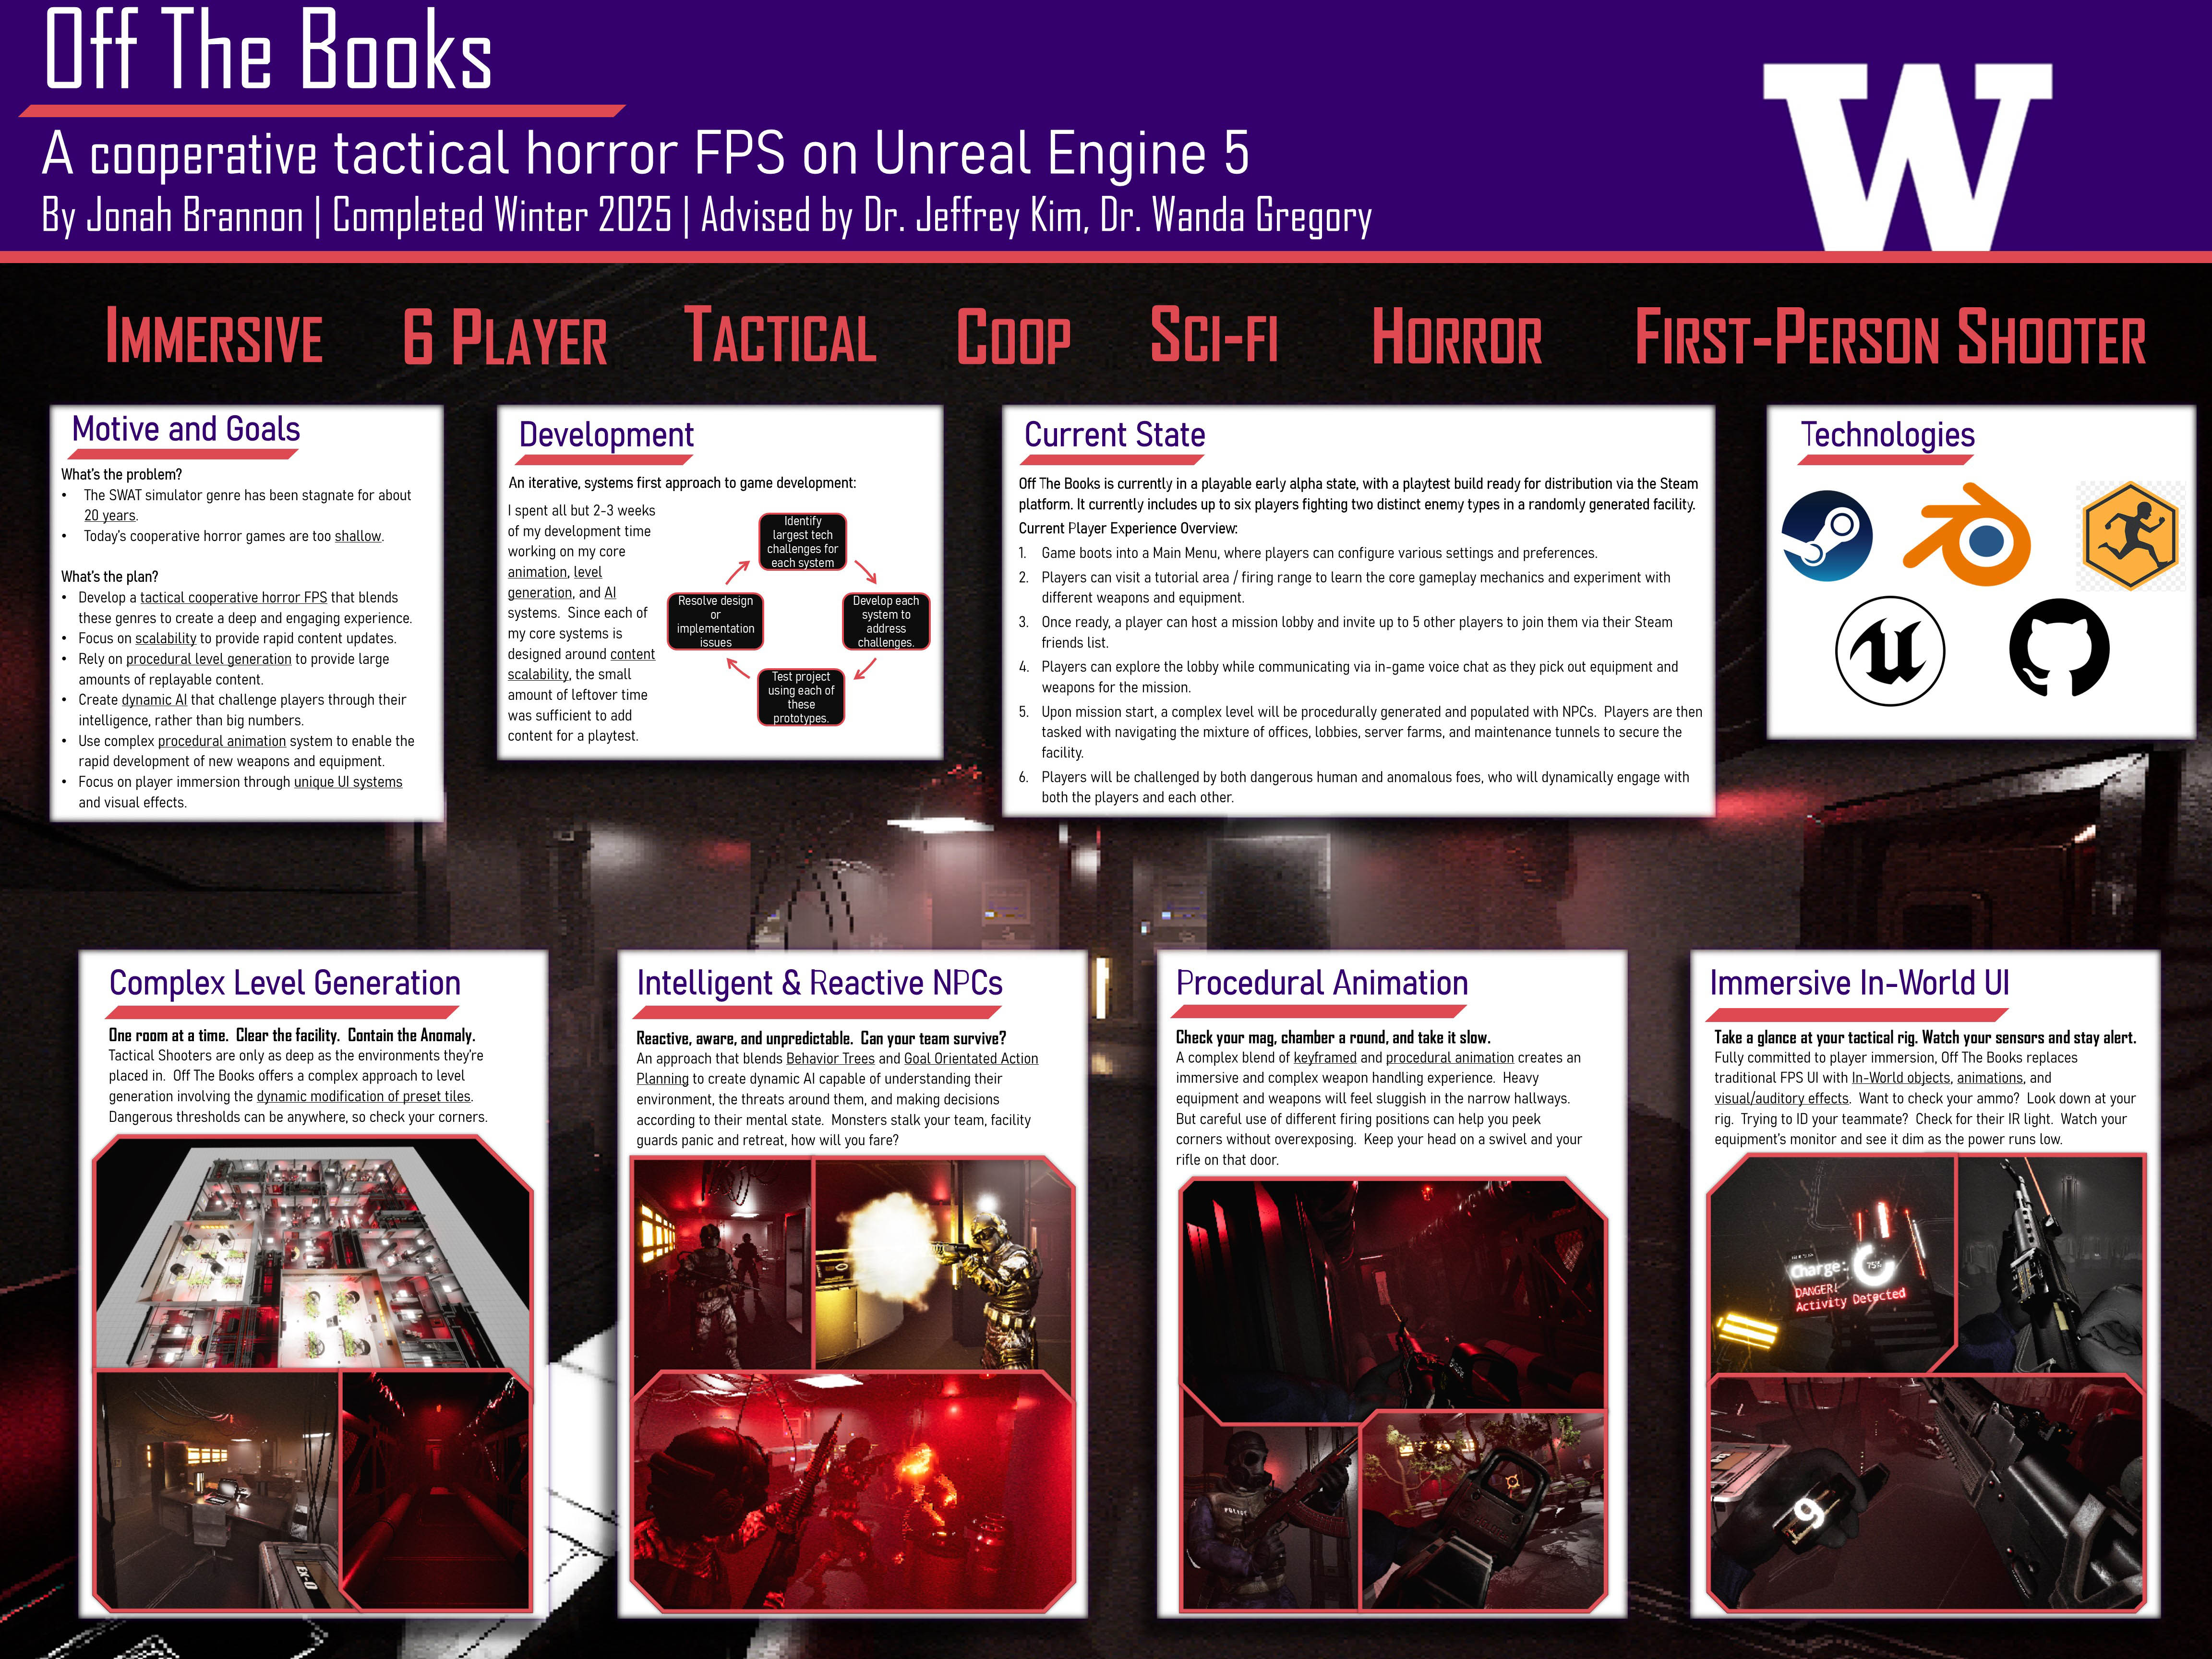 Off The Books
A cooperative tactical horror FPS on Unreal Engine 5
By Jonah Brannon | Completed Winter 2025 | Advised by Dr. Jeffrey Kim, Dr. Wanda Gregory
W
IMMERSIVE 6 PLAYER TACTICAL COOP SCI-FI HORROR FIRST-PERSON SHOOTER
Motive and Goals
What's the problem?
• The SWAT simulator genre has been stagnate for about
20 years.
• Today's cooperative horror games are too shallow.
What's the plan?
• Develop a tactical cooperative horror FPS that blends
these genres to create a deep and engaging experience.
• Focus on scalability to provide rapid content updates.
• Rely on procedural level generation to provide large
amounts of replayable content.
• Create dynamic AI that challenge players through their
intelligence, rather than big numbers.
• Use complex procedural animation system to enable the
rapid development of new weapons and equipment.
• Focus on player immersion through unique UI systems
and visual effects.
Development
An iterative, systems first approach to game development:
I spent all but 2-3 weeks
of my development time
working on my core
animation, level
generation, and AI
systems. Since each of
my core systems is
designed around content
scalability, the small
amount of leftover time
was sufficient to add
content for a playtest.
Identify
largest tech
challenges for
each system
Develop each
system to
address
challenges.
Test project
using each of
these
prototypes.
Resolve design
or
implementation
issues
Current State
Off The Books is currently in a playable early alpha state, with a playtest build ready for distribution via the Steam
platform. It currently includes up to six players fighting two distinct enemy types in a randomly generated facility.
Current Player Experience Overview:
1. Game boots into a Main Menu, where players can configure various settings and preferences.
2. Players can visit a tutorial area / firing range to learn the core gameplay mechanics and experiment with
different weapons and equipment.
3. Once ready, a player can host a mission lobby and invite up to 5 other players to join them via their Steam
friends list.
4. Players can explore the lobby while communicating via in-game voice chat as they pick out equipment and
weapons for the mission.
5. Upon mission start, a complex level will be procedurally generated and populated with NPCs. Players are then
tasked with navigating the mixture of offices, lobbies, server farms, and maintenance tunnels to secure the
facility.
6. Players will be challenged by both dangerous human and anomalous foes, who will dynamically engage with
both the players and each other.
Technologies
Complex Level Generation
One room at a time. Clear the facility. Contain the Anomaly.
Tactical Shooters are only as deep as the environments they're
placed in. Off The Books offers a complex approach to level
generation involving the dynamic modification of preset tiles.
Dangerous thresholds can be anywhere, so check your corners.
EX-0
Intelligent & Reactive NPCs
Reactive, aware, and unpredictable. Can your team survive?
An approach that blends Behavior Trees and Goal Orientated Action
Planning to create dynamic AI capable of understanding their
environment, the threats around them, and making decisions
according to their mental state. Monsters stalk your team, facility
guards panic and retreat, how will you fare?
Procedural Animation
Check your mag, chamber a round, and take it slow.
A complex blend of keyframed and procedural animation creates an
immersive and complex weapon handling experience. Heavy
equipment and weapons will feel sluggish in the narrow hallways.
But careful use of different firing positions can help you peek
corners without overexposing. Keep your head on a swivel and your
rifle on that door.
POLICE
Immersive In-World UI
Take a glance at your tactical rig. Watch your sensors and stay alert.
Fully committed to player immersion, Off The Books replaces
traditional FPS UI with In-World objects, animations, and
visual/auditory effects. Want to check your ammo? Look down at your
rig. Trying to ID your teammate? Check for their IR light. Watch your
equipment's monitor and see it dim as the power runs low.
Charge: 75%
DANGER!
Activity Detected
9